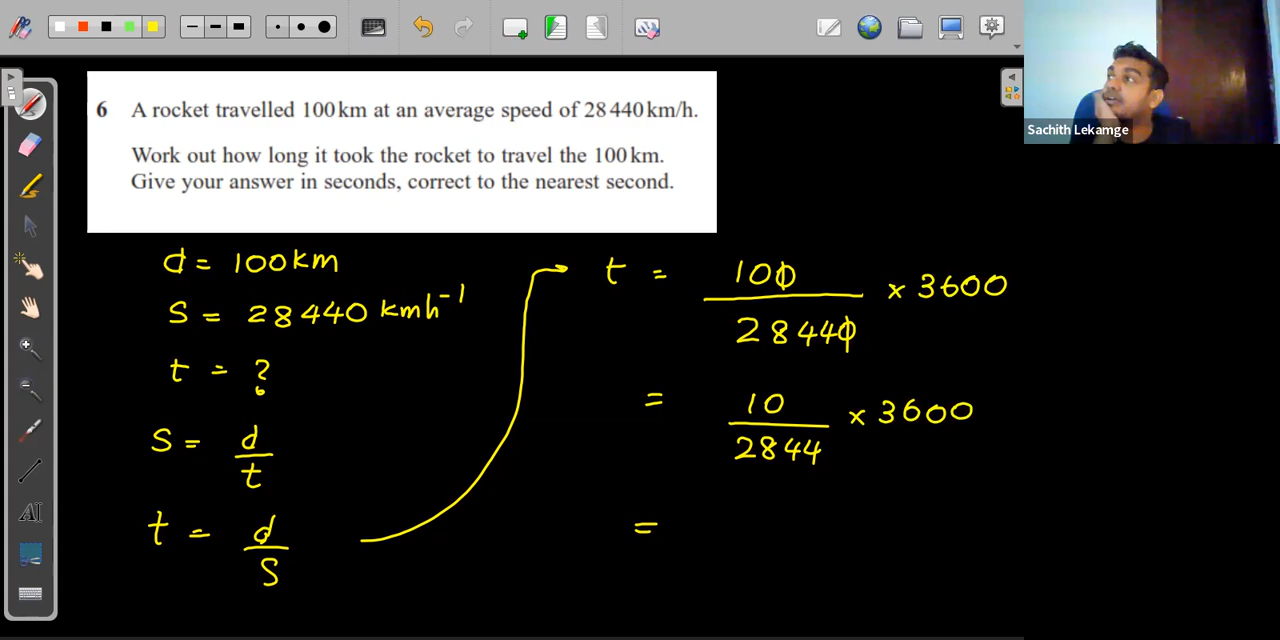 Sachith Lekamge
6 A rocket travelled 100 km at an average speed of 28 440 km/h.
Work out how long it took the rocket to travel the 100 km.
Give your answer in seconds, correct to the nearest second.
d = 100km
S = 28440 kmh⁻¹
t = ?
S = d/t
t = d/S
t = 100/28440 × 3600
= 10/2844 × 3600
=
AI